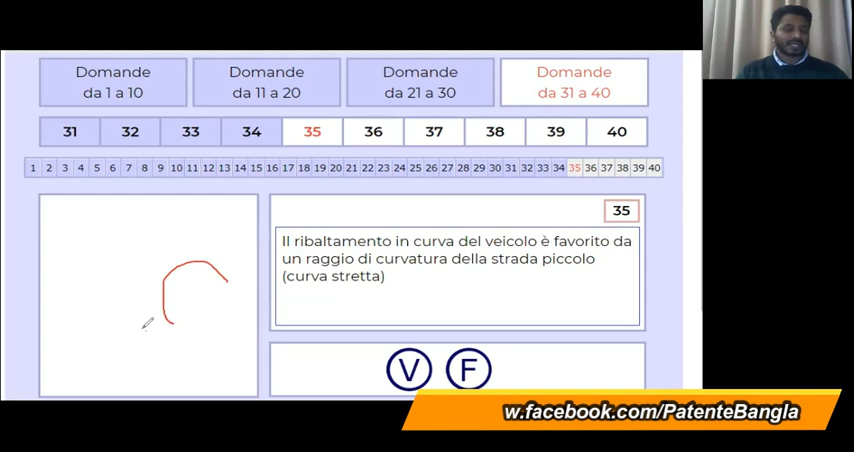 Domande
da 1 a 10
Domande
da 11 a 20
Domande
da 21 a 30
Domande
da 31 a 40
31 32 33 34 35 36 37 38 39 40
1 2 3 4 5 6 7 8 9 10 11 12 13 14 15 16 17 18 19 20 21 22 23 24 25 26 27 28 29 30 31 32 33 34 35 36 37 38 39 40
35
Il ribaltamento in curva del veicolo è favorito da
un raggio di curvatura della strada piccolo
(curva stretta)
V F
w.facebook.com/PatenteBangla